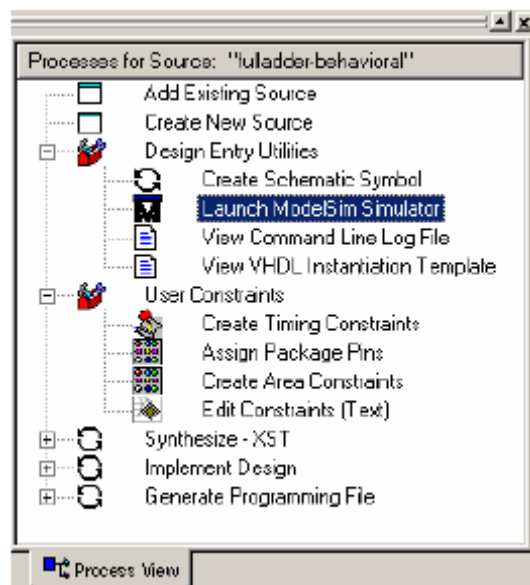 Processes for Source: "fulladder-behavioral"
Add Existing Source
Create New Source
Design Entry Utilities
Create Schematic Symbol
Launch ModelSim Simulator
View Command Line Log File
View VHDL Instantiation Template
User Constraints
Create Timing Constraints
Assign Package Pins
Create Area Constraints
Edit Constraints (Text)
Synthesize - XST
Implement Design
Generate Programming File
Process View